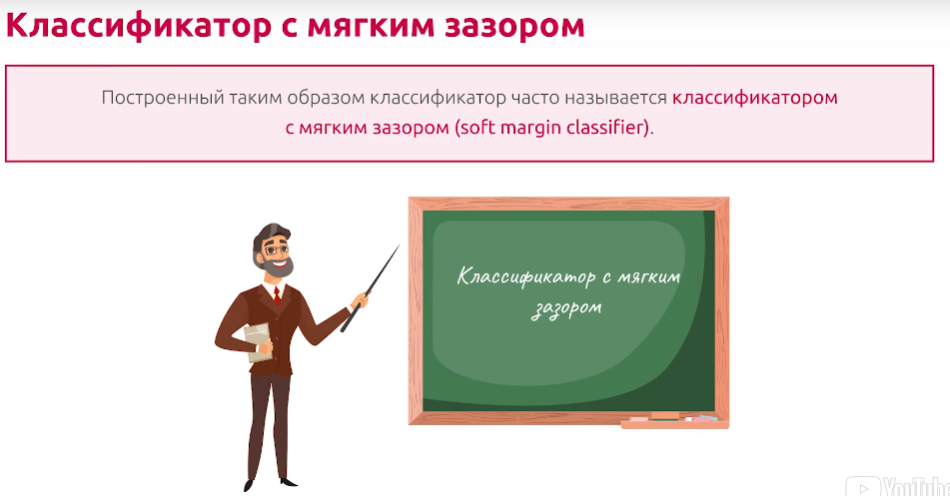 Классификатор с мягким зазором
Построенный таким образом классификатор часто называется классификатором
с мягким зазором (soft margin classifier).
Классификатор с мягким
зазором
YouTube